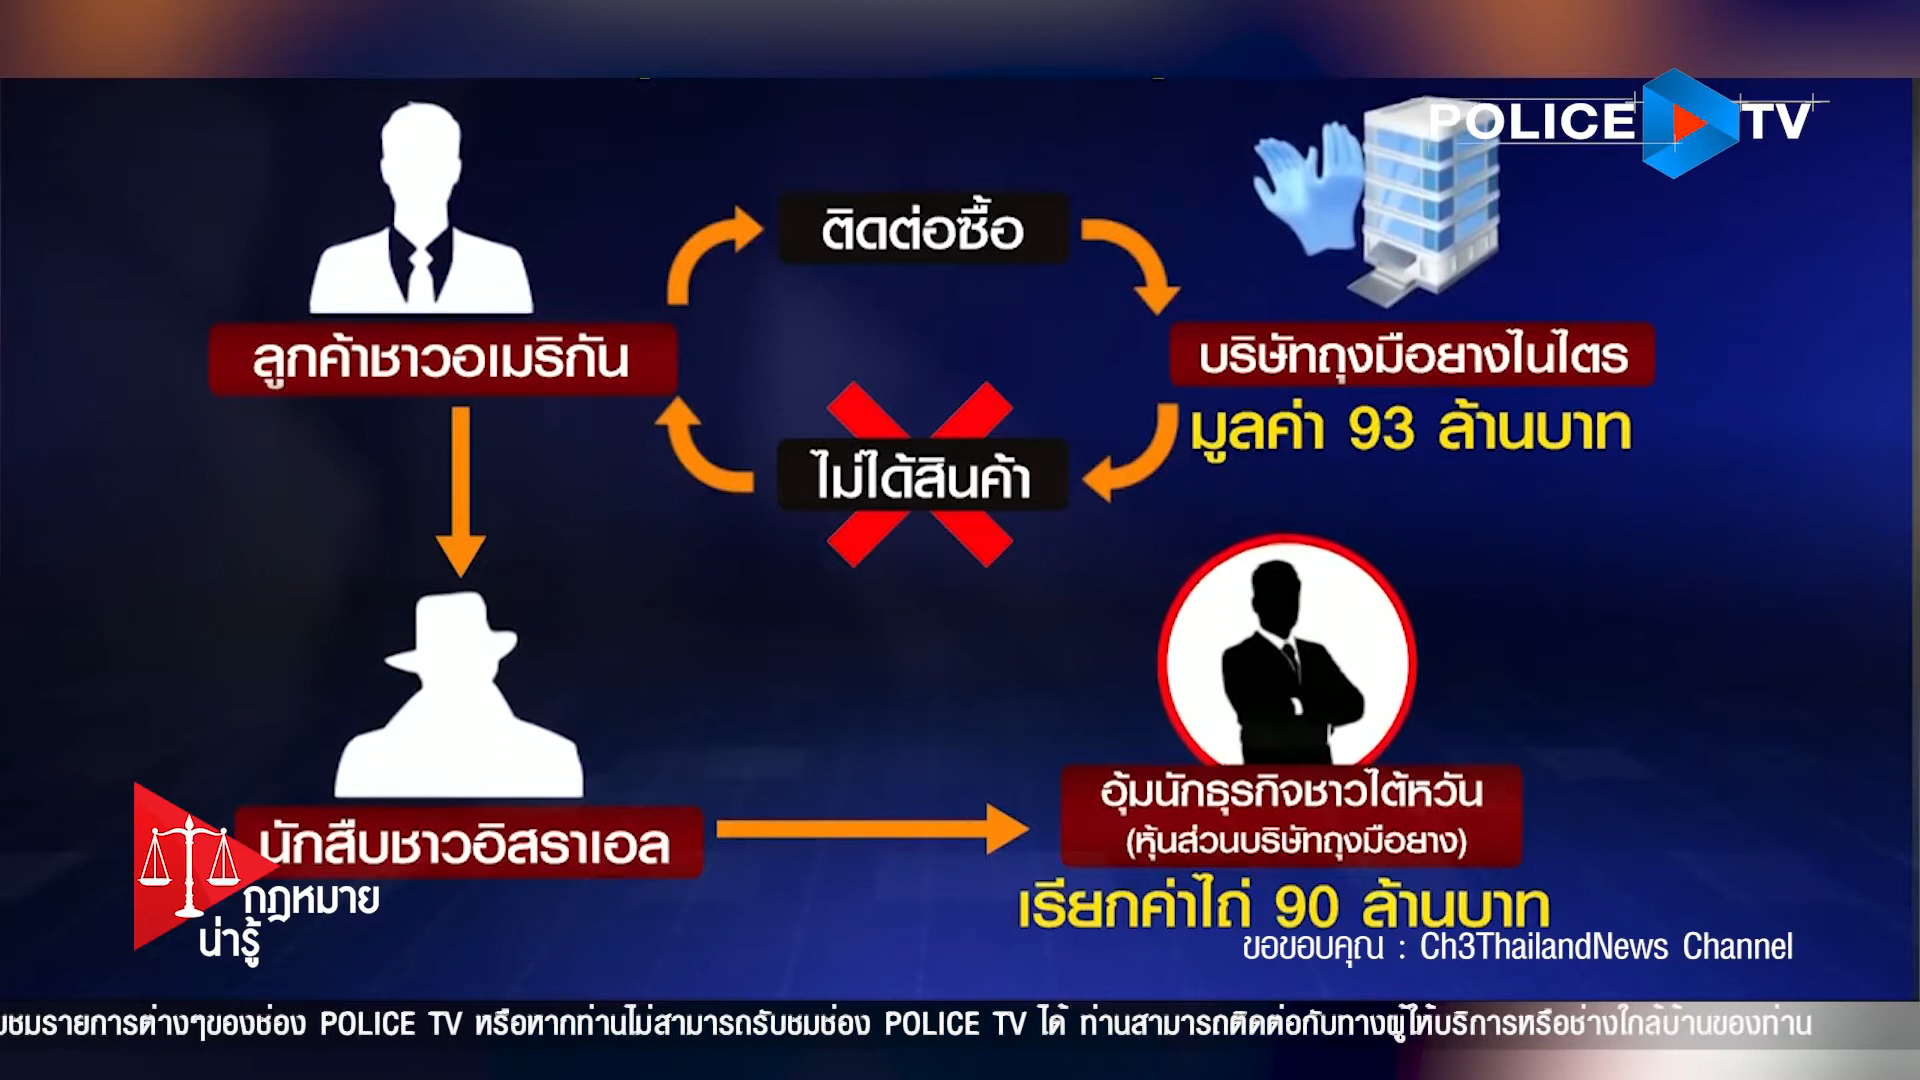 POLICE TV
ติดต่อซื้อ
ลูกค้าชาวอเมริกัน
บริษัทถุงมือยางไนไตร
มูลค่า 93 ล้านบาท
ไม่ได้สินค้า
นักสืบชาวอิสราเอล
อุ้มนักธุรกิจชาวไต้หวัน
(หุ้นส่วนบริษัทถุงมือยาง)
เรียกค่าไถ่ 90 ล้านบาท
กฎหมาย
น่ารู้
ขอขอบคุณ : Ch3ThailandNews Channel
ชมรายการต่างๆของช่อง POLICE TV หรือหากท่านไม่สามารถรับชมช่อง POLICE TV ได้ ท่านสามารถติดต่อกับทางผู้ให้บริการหรือช่างใกล้บ้านของท่าน